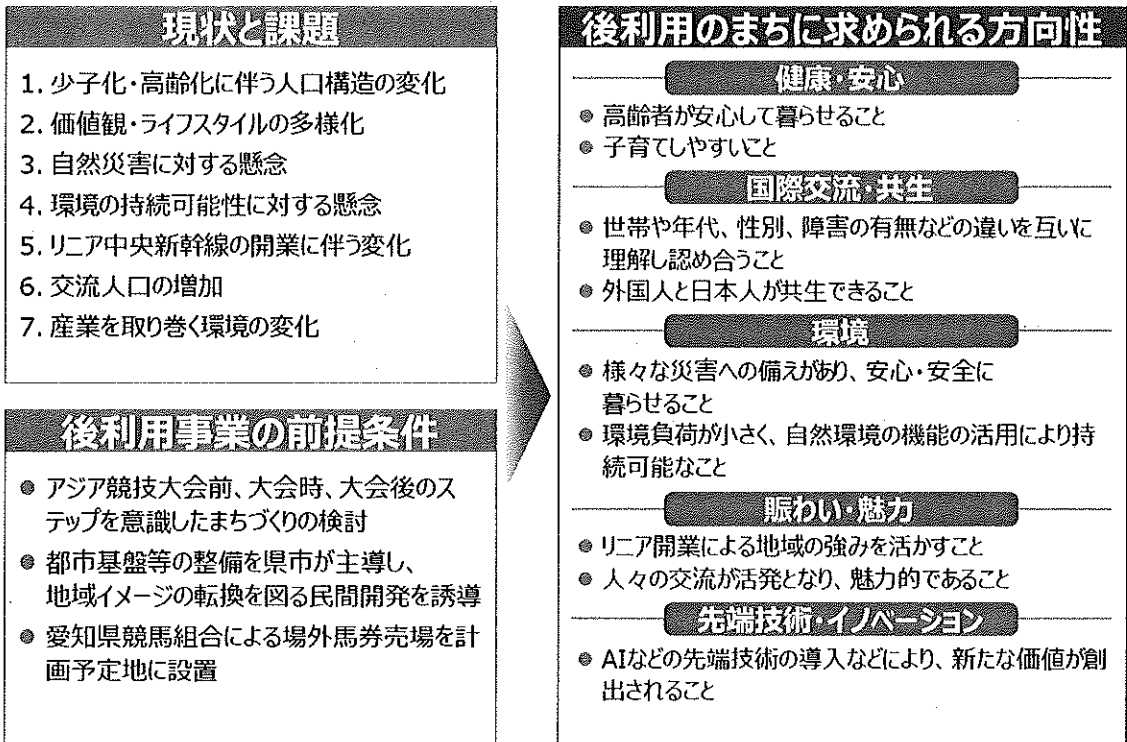 現状と課題
1. 少子化・高齢化に伴う人口構造の変化
2. 価値観・ライフスタイルの多様化
3. 自然災害に対する懸念
4. 環境の持続可能性に対する懸念
5. リニア中央新幹線の開業に伴う変化
6. 交流人口の増加
7. 産業を取り巻く環境の変化
後利用事業の前提条件
● アジア競技大会前、大会時、大会後のス
テップを意識したまちづくりの検討
● 都市基盤等の整備を県市が主導し、
地域イメージの転換を図る民間開発を誘導
● 愛知県競馬組合による場外馬券売場を計
画予定地に設置
後利用のまちに求められる方向性
健康・安心
● 高齢者が安心して暮らせること
● 子育てしやすいこと
国際交流・共生
● 世帯や年代、性別、障害の有無などの違いを互いに
理解し認め合うこと
● 外国人と日本人が共生できること
環境
● 様々な災害への備えがあり、安心・安全に
暮らせること
● 環境負荷が小さく、自然環境の機能の活用により持
続可能なこと
賑わい・魅力
● リニア開業による地域の強みを活かすこと
● 人々の交流が活発となり、魅力的であること
先端技術・イノベーション
● AIなどの先端技術の導入などにより、新たな価値が創
出されること